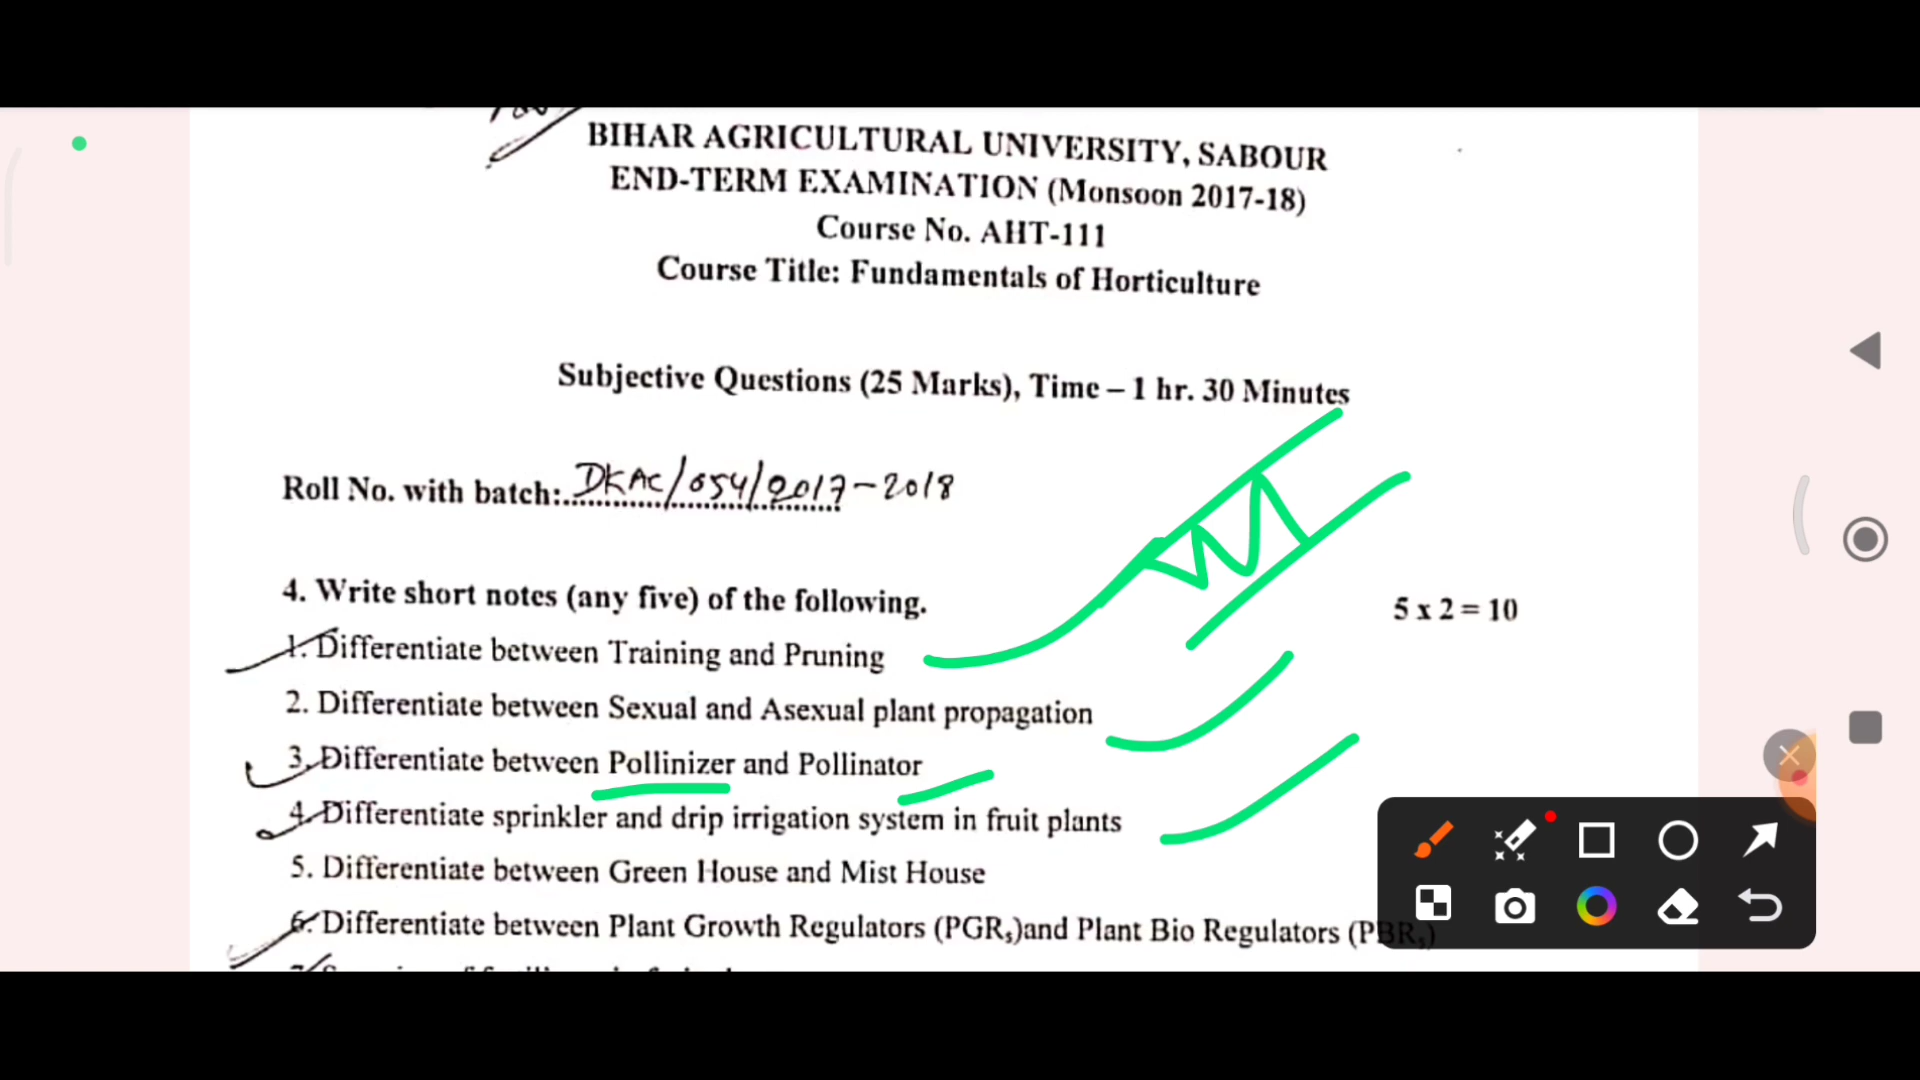 BIHAR AGRICULTURAL UNIVERSITY, SABOUR
END-TERM EXAMINATION (Monsoon 2017-18)
Course No. AHT-111
Course Title: Fundamentals of Horticulture
Subjective Questions (25 Marks), Time – 1 hr. 30 Minutes
Roll No. with batch:..DKAC/054/2017-2018
4. Write short notes (any five) of the following. 5 x 2 = 10
1. Differentiate between Training and Pruning
2. Differentiate between Sexual and Asexual plant propagation
3. Differentiate between Pollinizer and Pollinator
4. Differentiate sprinkler and drip irrigation system in fruit plants
5. Differentiate between Green House and Mist House
6. Differentiate between Plant Growth Regulators (PGRs)and Plant Bio Regulators (PBRs)